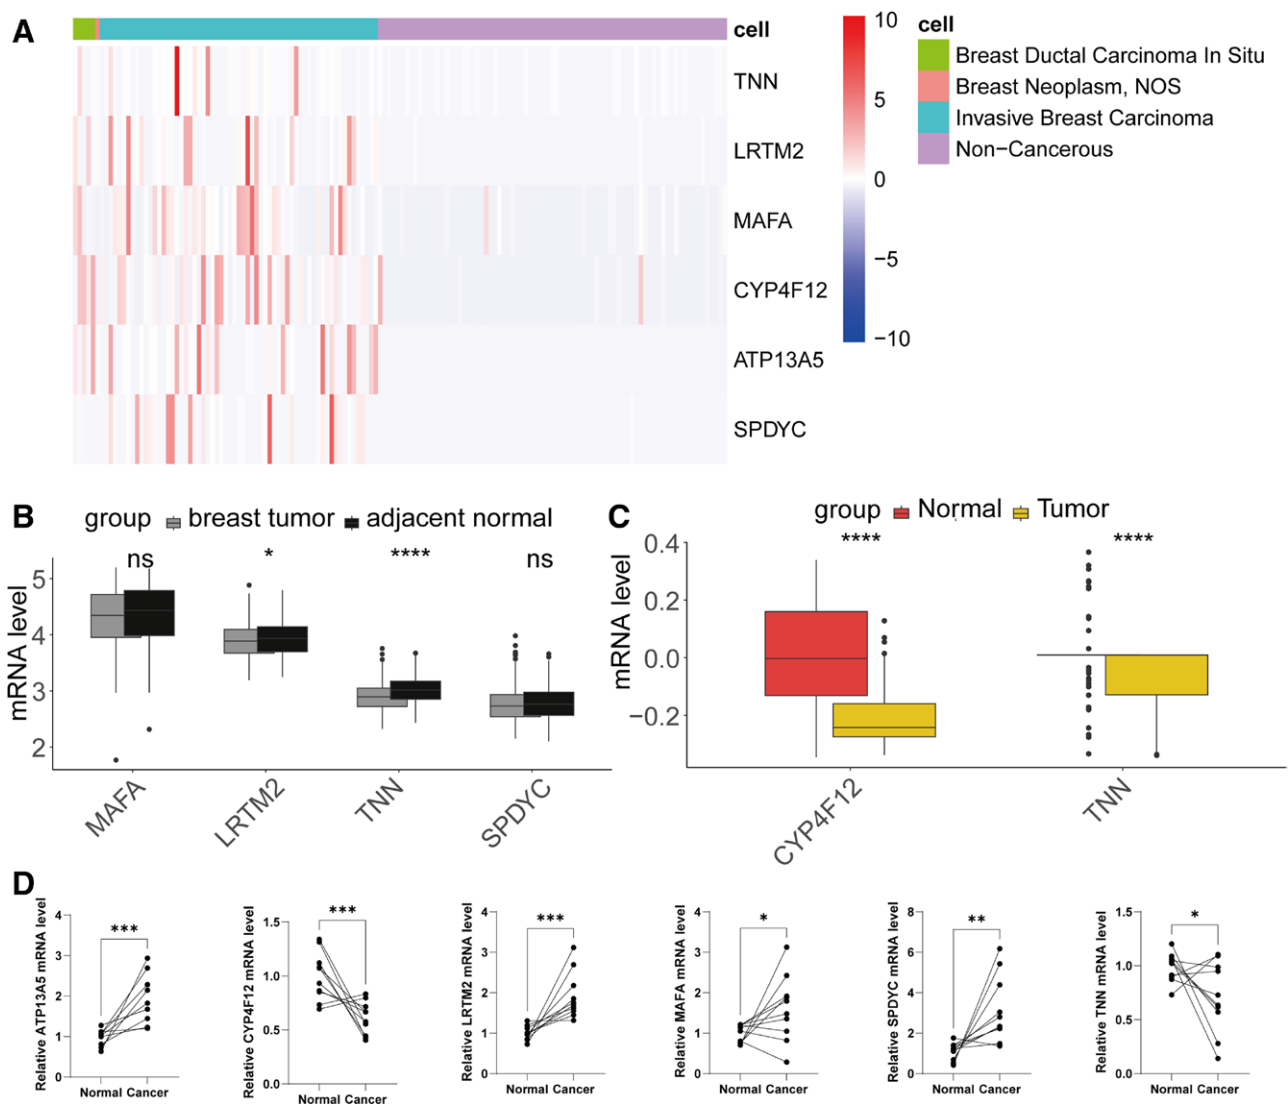 A
cell
TNN
LRTM2
MAFA
CYP4F12
ATP13A5
SPDYC
10
5
0
−5
−10
cell
Breast Ductal Carcinoma In Situ
Breast Neoplasm, NOS
Invasive Breast Carcinoma
Non−Cancerous
B
group breast tumor adjacent normal
ns * **** ns
mRNA level
5
4
3
2
MAFA LRTM2 TNN SPDYC
C
group Normal Tumor
**** ****
mRNA level
0.4
0.2
0.0
−0.2
CYP4F12 TNN
D
Relative ATP13A5 mRNA level
4
3
2
1
0
***
Normal Cancer
Relative CYP4F12 mRNA level
1.5
1.0
0.5
0.0
***
Normal Cancer
Relative LRTM2 mRNA level
4
3
2
1
0
***
Normal Cancer
Relative MAFA mRNA level
4
3
2
1
0
*
Normal Cancer
Relative SPDYC mRNA level
8
6
4
2
0
**
Normal Cancer
Relative TNN mRNA level
1.5
1.0
0.5
0.0
*
Normal Cancer